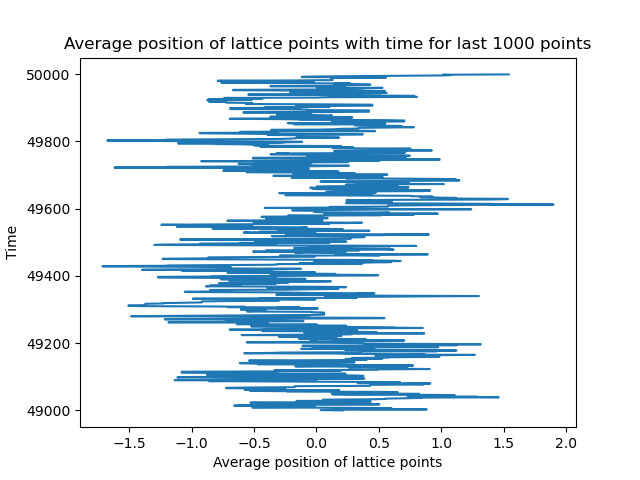 Average position of lattice points with time for last 1000 points
50000
49800
49600
49400
49200
49000
Time
−1.5 −1.0 −0.5 0.0 0.5 1.0 1.5 2.0
Average position of lattice points